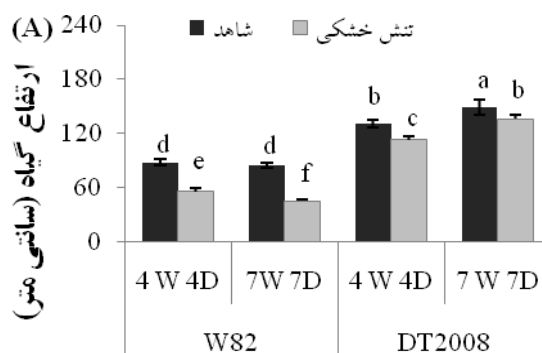 (A)
شاهد
تنش خشکی
ارتفاع گیاه (سانتی متر)
240
180
120
60
0
d
e
d
f
b
c
a
b
4 W 4D
7W 7D
4 W 4D
7 W 7D
W82
DT2008